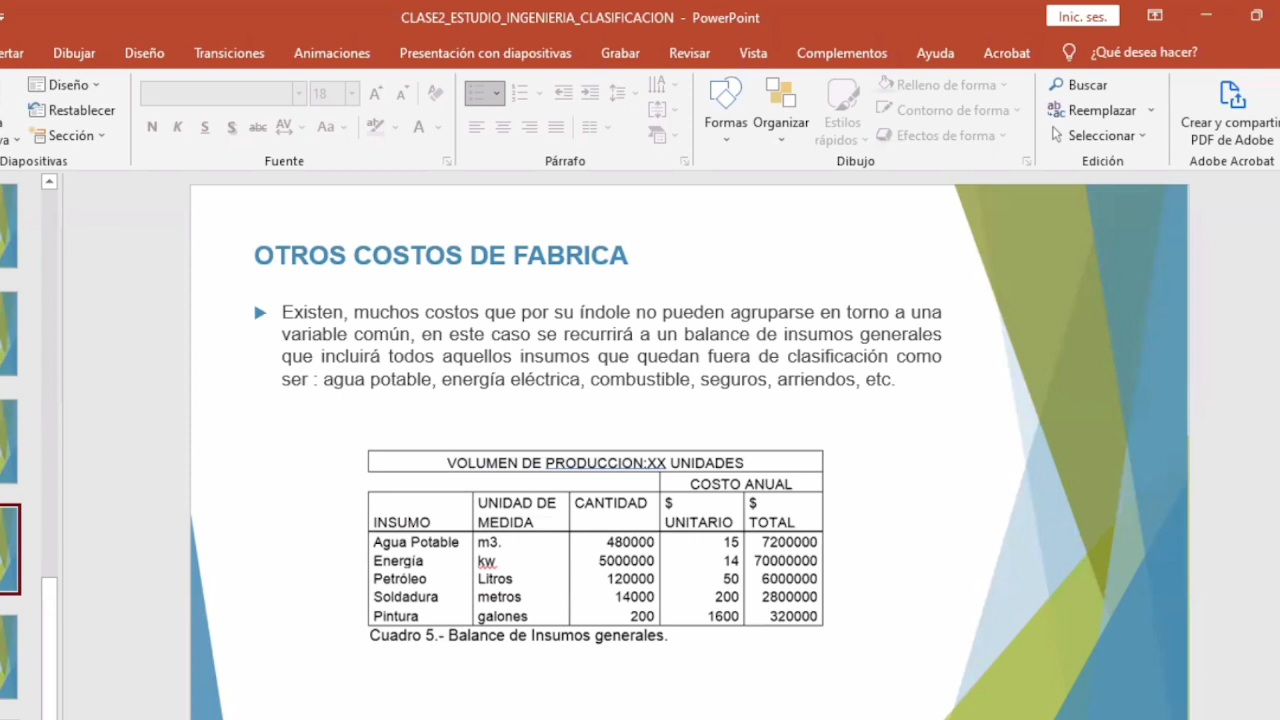 CLASE2_ESTUDIO_INGENIERIA_CLASIFICACION - PowerPoint
Inic. ses.
ertar Dibujar Diseño Transiciones Animaciones Presentación con diapositivas Grabar Revisar Vista Complementos Ayuda Acrobat ¿Qué desea hacer?
Diseño
Restablecer
Sección
Diapositivas
N K S S abc AV Aa A
Fuente
Párrafo
Formas Organizar Estilos rápidos
Relleno de forma
Contorno de forma
Efectos de forma
Dibujo
Buscar
Reemplazar
Seleccionar
Edición
Crear y compartir
PDF de Adobe
Adobe Acrobat
OTROS COSTOS DE FABRICA
Existen, muchos costos que por su índole no pueden agruparse en torno a una
variable común, en este caso se recurrirá a un balance de insumos generales
que incluirá todos aquellos insumos que quedan fuera de clasificación como
ser : agua potable, energía eléctrica, combustible, seguros, arriendos, etc.
VOLUMEN DE PRODUCCION:XX UNIDADES
COSTO ANUAL
INSUMO UNIDAD DE MEDIDA CANTIDAD $ UNITARIO $ TOTAL
Agua Potable m3. 480000 15 7200000
Energía kw 5000000 14 70000000
Petróleo Litros 120000 50 6000000
Soldadura metros 14000 200 2800000
Pintura galones 200 1600 320000
Cuadro 5.- Balance de Insumos generales.